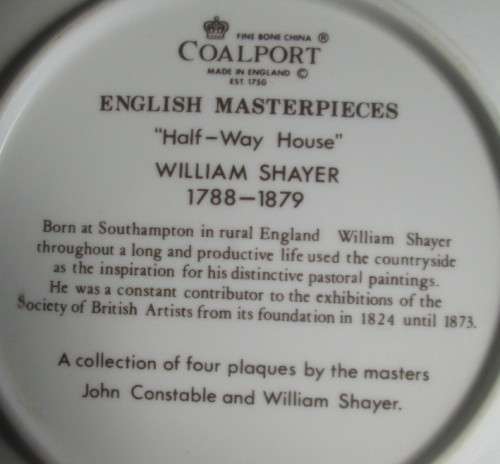 FINE BONE CHINA ®
COALPORT
MADE IN ENGLAND ©
EST. 1750
ENGLISH MASTERPIECES
"Half-Way House"
WILLIAM SHAYER
1788-1879
Born at Southampton in rural England William Shayer
throughout a long and productive life used the countryside
as the inspiration for his distinctive pastoral paintings.
He was a constant contributor to the exhibitions of the
Society of British Artists from its foundation in 1824 until 1873.
A collection of four plaques by the masters
John Constable and William Shayer.